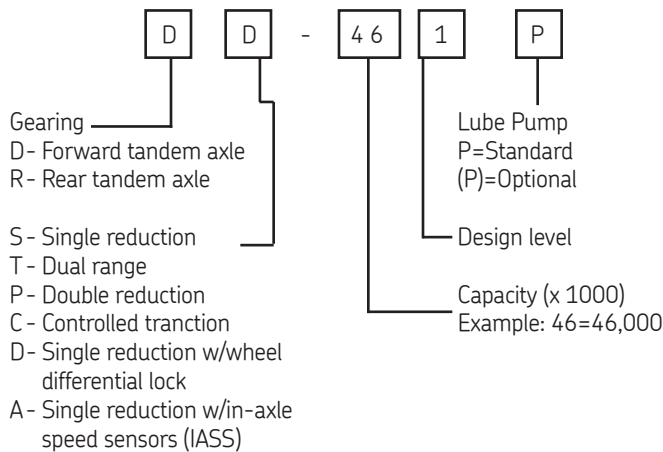 D D - 4 6 1 P
Gearing
D - Forward tandem axle
R - Rear tandem axle
S - Single reduction
T - Dual range
P - Double reduction
C - Controlled tranction
D - Single reduction w/wheel
differential lock
A - Single reduction w/in-axle
speed sensors (IASS)
Lube Pump
P=Standard
(P)=Optional
Design level
Capacity (x 1000)
Example: 46=46,000